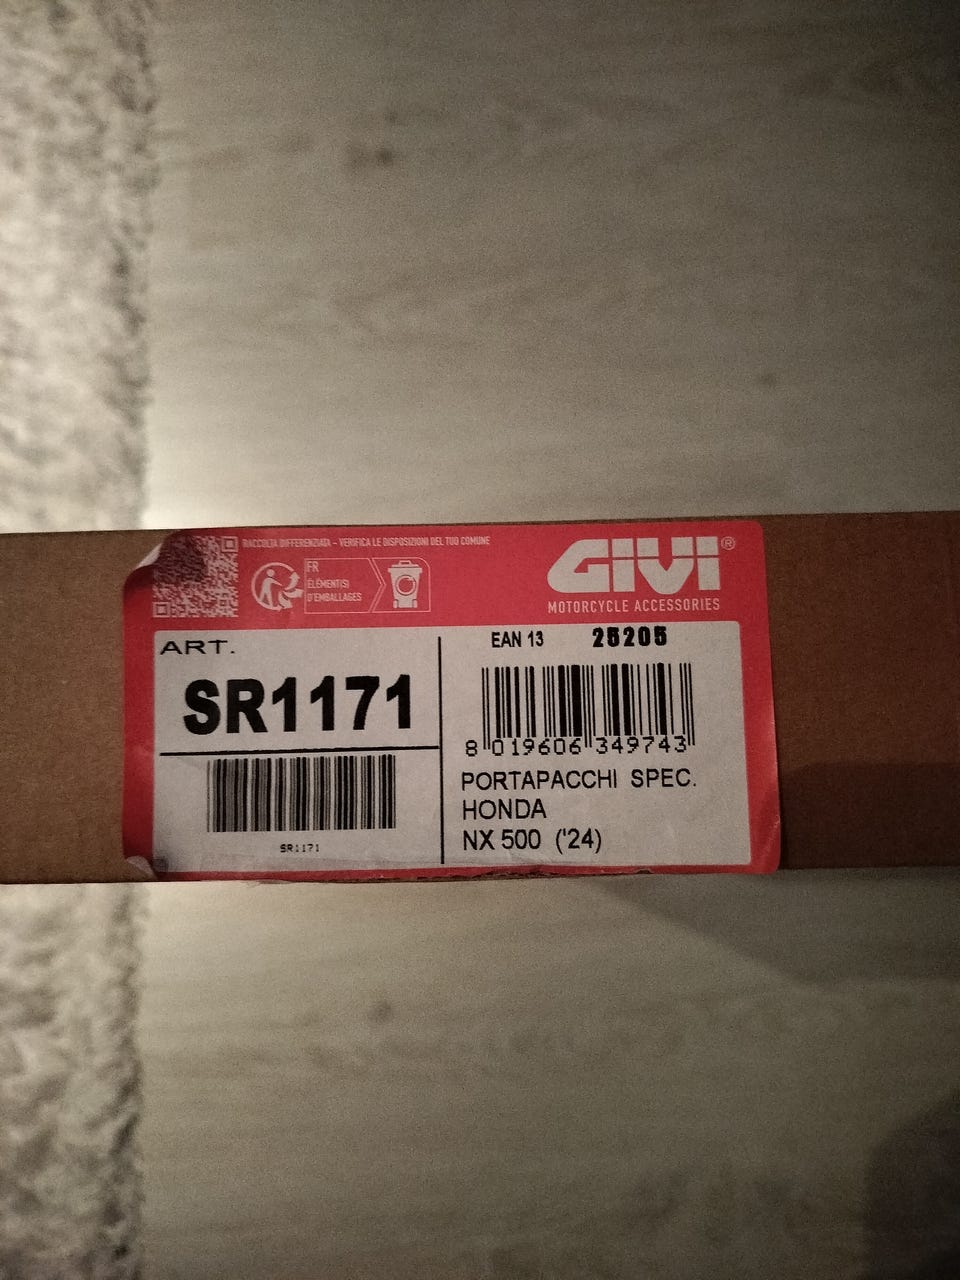 RACCOLTA DIFFERENZIATA - VERIFICA LE DISPOSIZIONI DEL TUO COMUNE
FR
ÉLÉMENT(S)
D'EMBALLAGES
GIVI®
MOTORCYCLE ACCESSORIES
ART.
SR1171
SR1171
EAN 13 25205
8 019606 349743
PORTAPACCHI SPEC.
HONDA
NX 500 ('24)